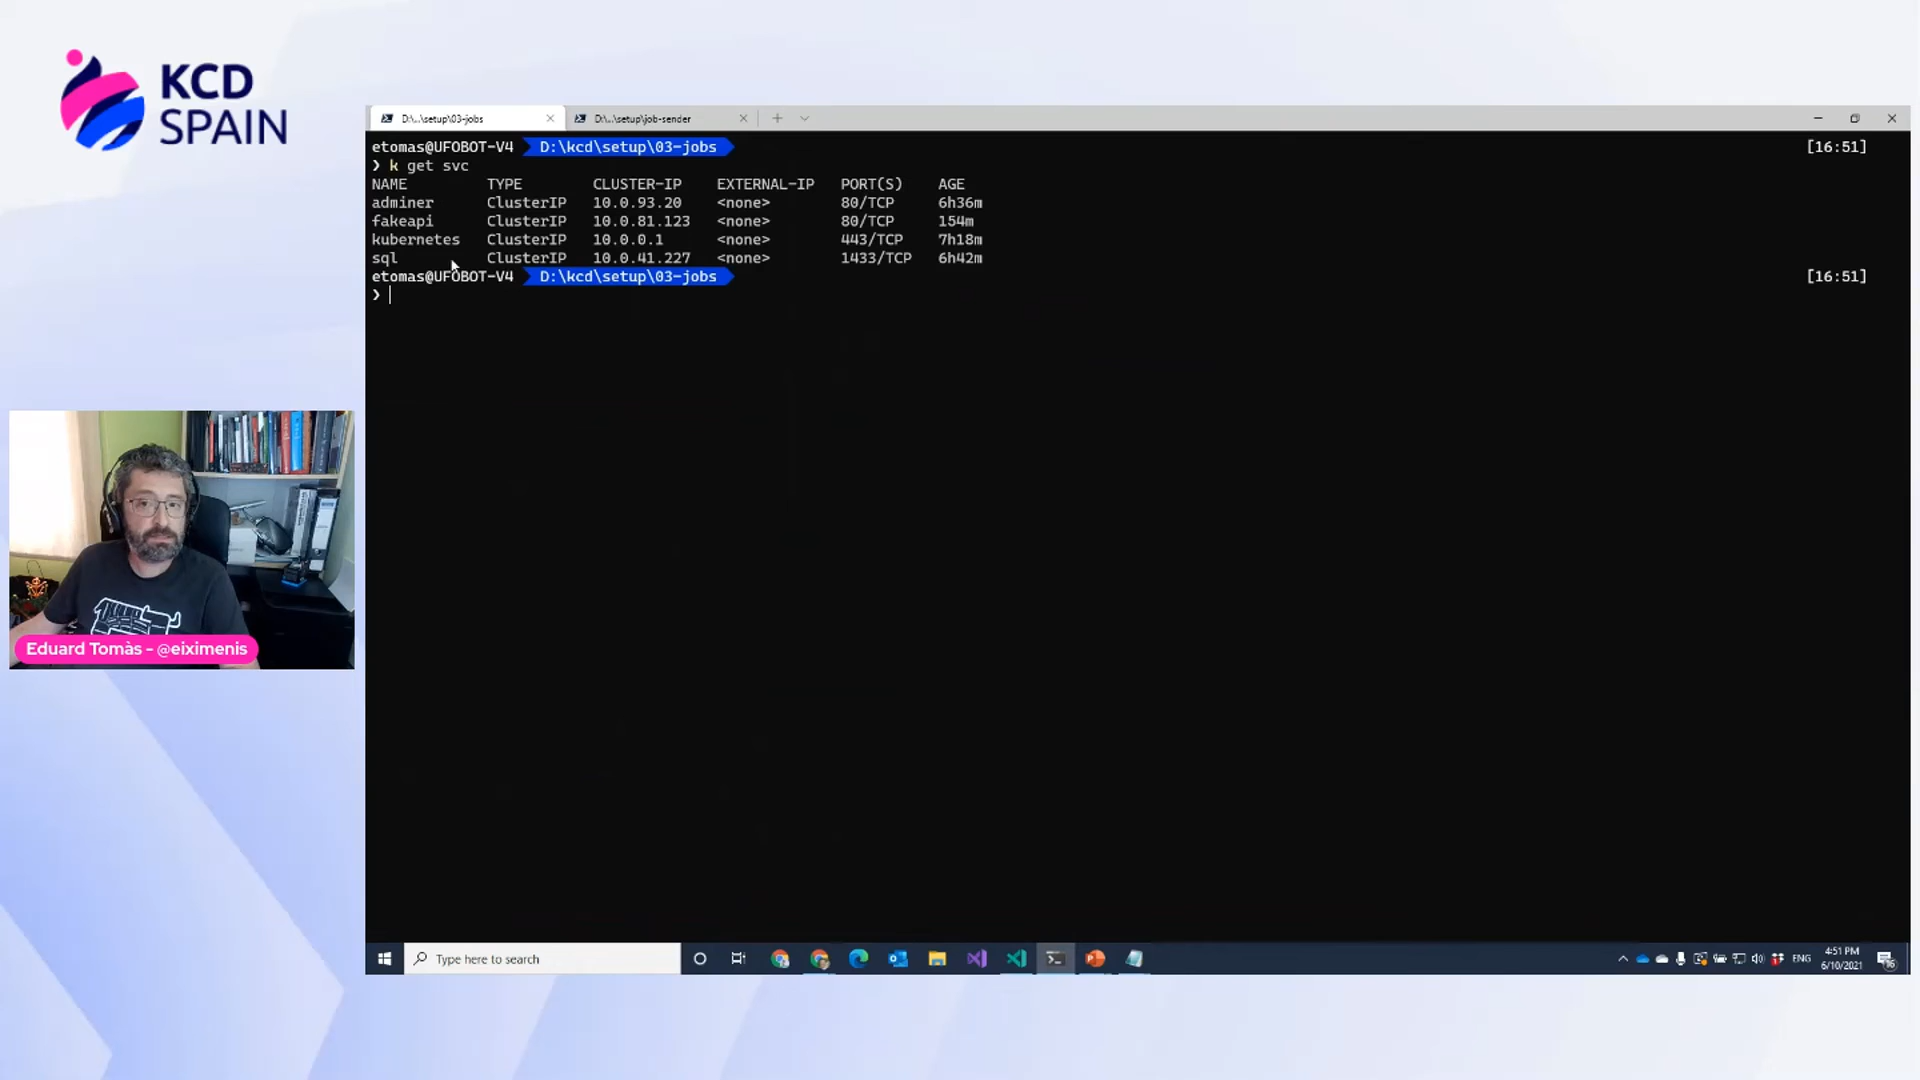 KCD
SPAIN
D:\...\setup\03-jobs
D:\...\setup\job-sender
etomas@UFOBOT-V4 D:\kcd\setup\03-jobs [16:51]
❯ k get svc
NAME TYPE CLUSTER-IP EXTERNAL-IP PORT(S) AGE
adminer ClusterIP 10.0.93.20 <none> 80/TCP 6h36m
fakeapi ClusterIP 10.0.81.123 <none> 80/TCP 154m
kubernetes ClusterIP 10.0.0.1 <none> 443/TCP 7h18m
sql ClusterIP 10.0.41.227 <none> 1433/TCP 6h42m
etomas@UFOBOT-V4 D:\kcd\setup\03-jobs [16:51]
❯
Eduard Tomàs - @eiximenis
Type here to search
ENG
4:51 PM
6/10/2021